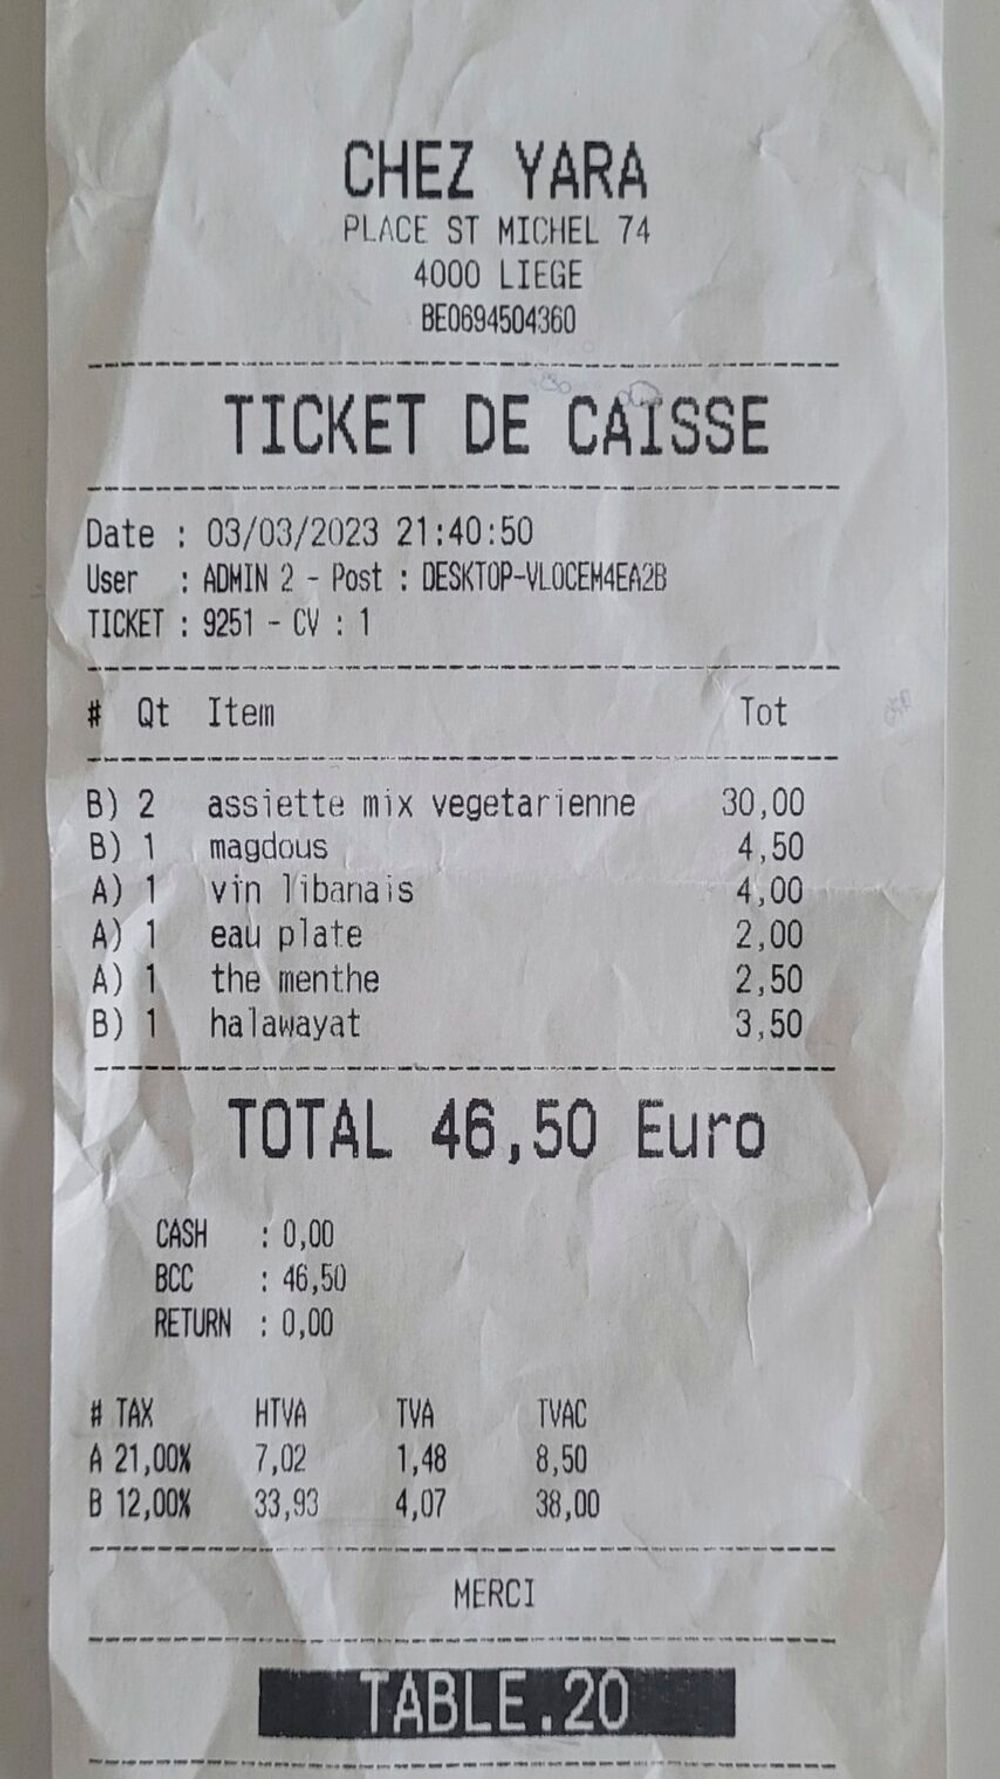 CHEZ YARA
PLACE ST MICHEL 74
4000 LIEGE
BE0694504360
TICKET DE CAISSE
Date : 03/03/2023 21:40:50
User : ADMIN 2 - Post : DESKTOP-VLOCEM4EA2B
TICKET : 9251 - CV : 1
# Qt Item Tot
B) 2 assiette mix vegetarienne 30,00
B) 1 magdous 4,50
A) 1 vin libanais 4,00
A) 1 eau plate 2,00
A) 1 the menthe 2,50
B) 1 halawayat 3,50
TOTAL 46,50 Euro
CASH : 0,00
BCC : 46,50
RETURN : 0,00
# TAX HTVA TVA TVAC
A 21,00% 7,02 1,48 8,50
B 12,00% 33,93 4,07 38,00
MERCI
TABLE.20